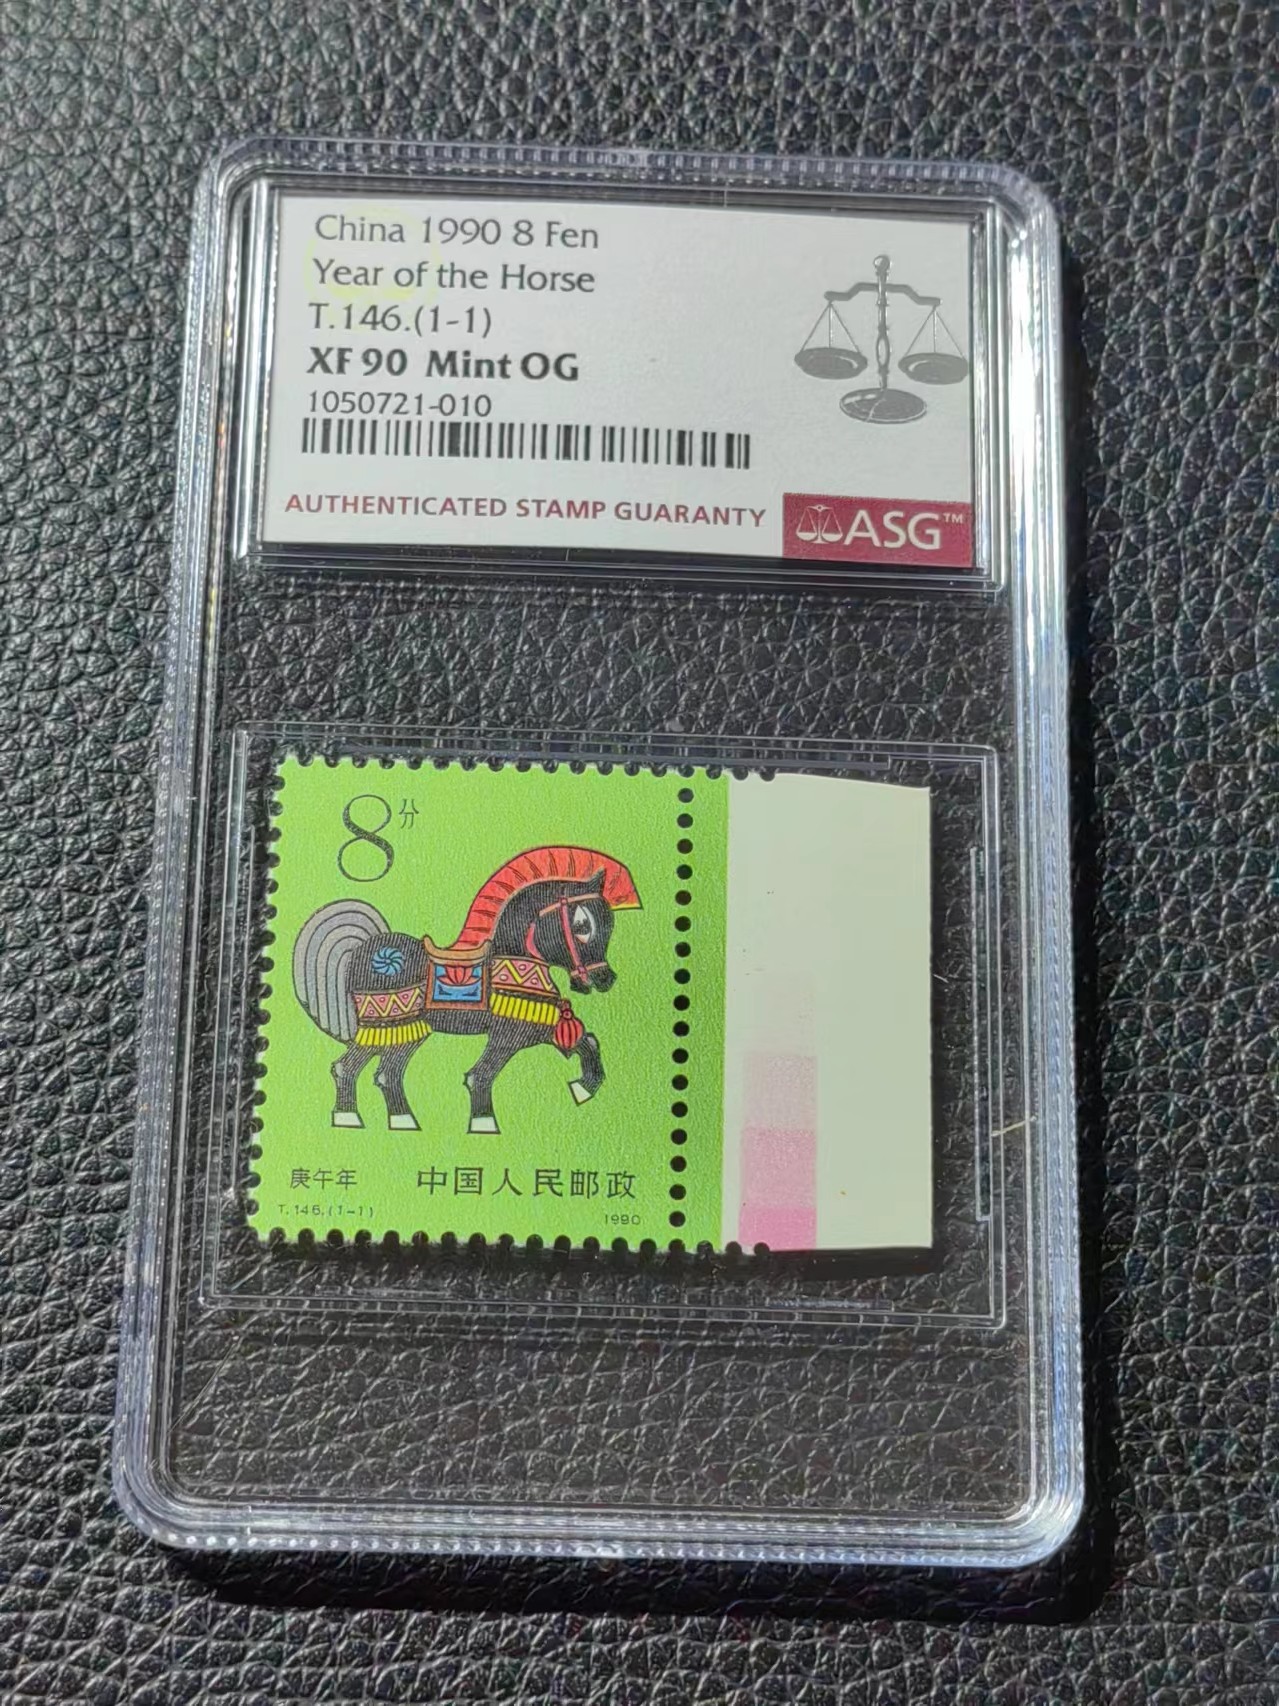 China 1990 8 Fen
Year of the Horse
T.146.(1-1)
XF 90 Mint OG
1050721-010
AUTHENTICATED STAMP GUARANTY
ASG™
8分
庚午年
中国人民邮政
T.146.(1-1)
1990